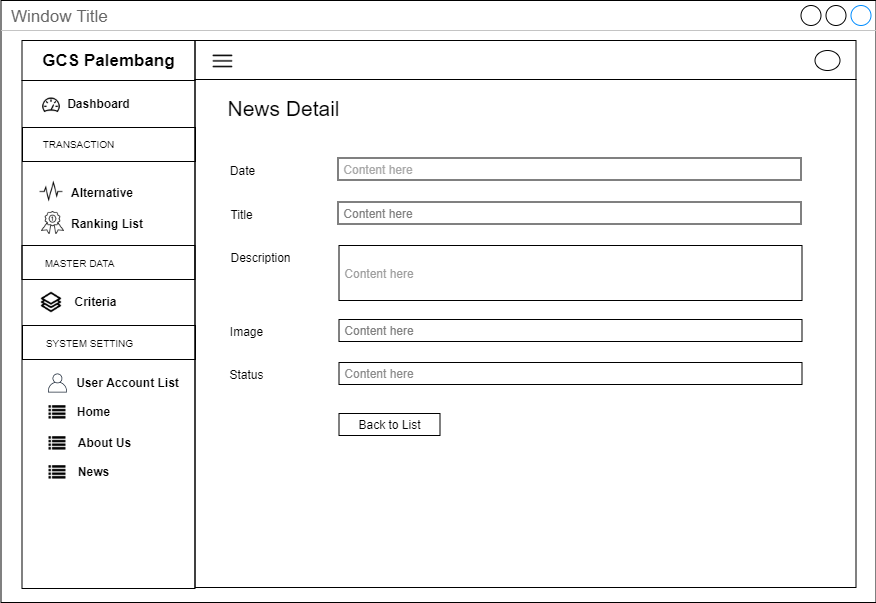 Window Title
GCS Palembang
Dashboard
TRANSACTION
Alternative
Ranking List
MASTER DATA
Criteria
SYSTEM SETTING
User Account List
Home
About Us
News
News Detail
Date
Content here
Title
Content here
Description
Content here
Image
Content here
Status
Content here
Back to List